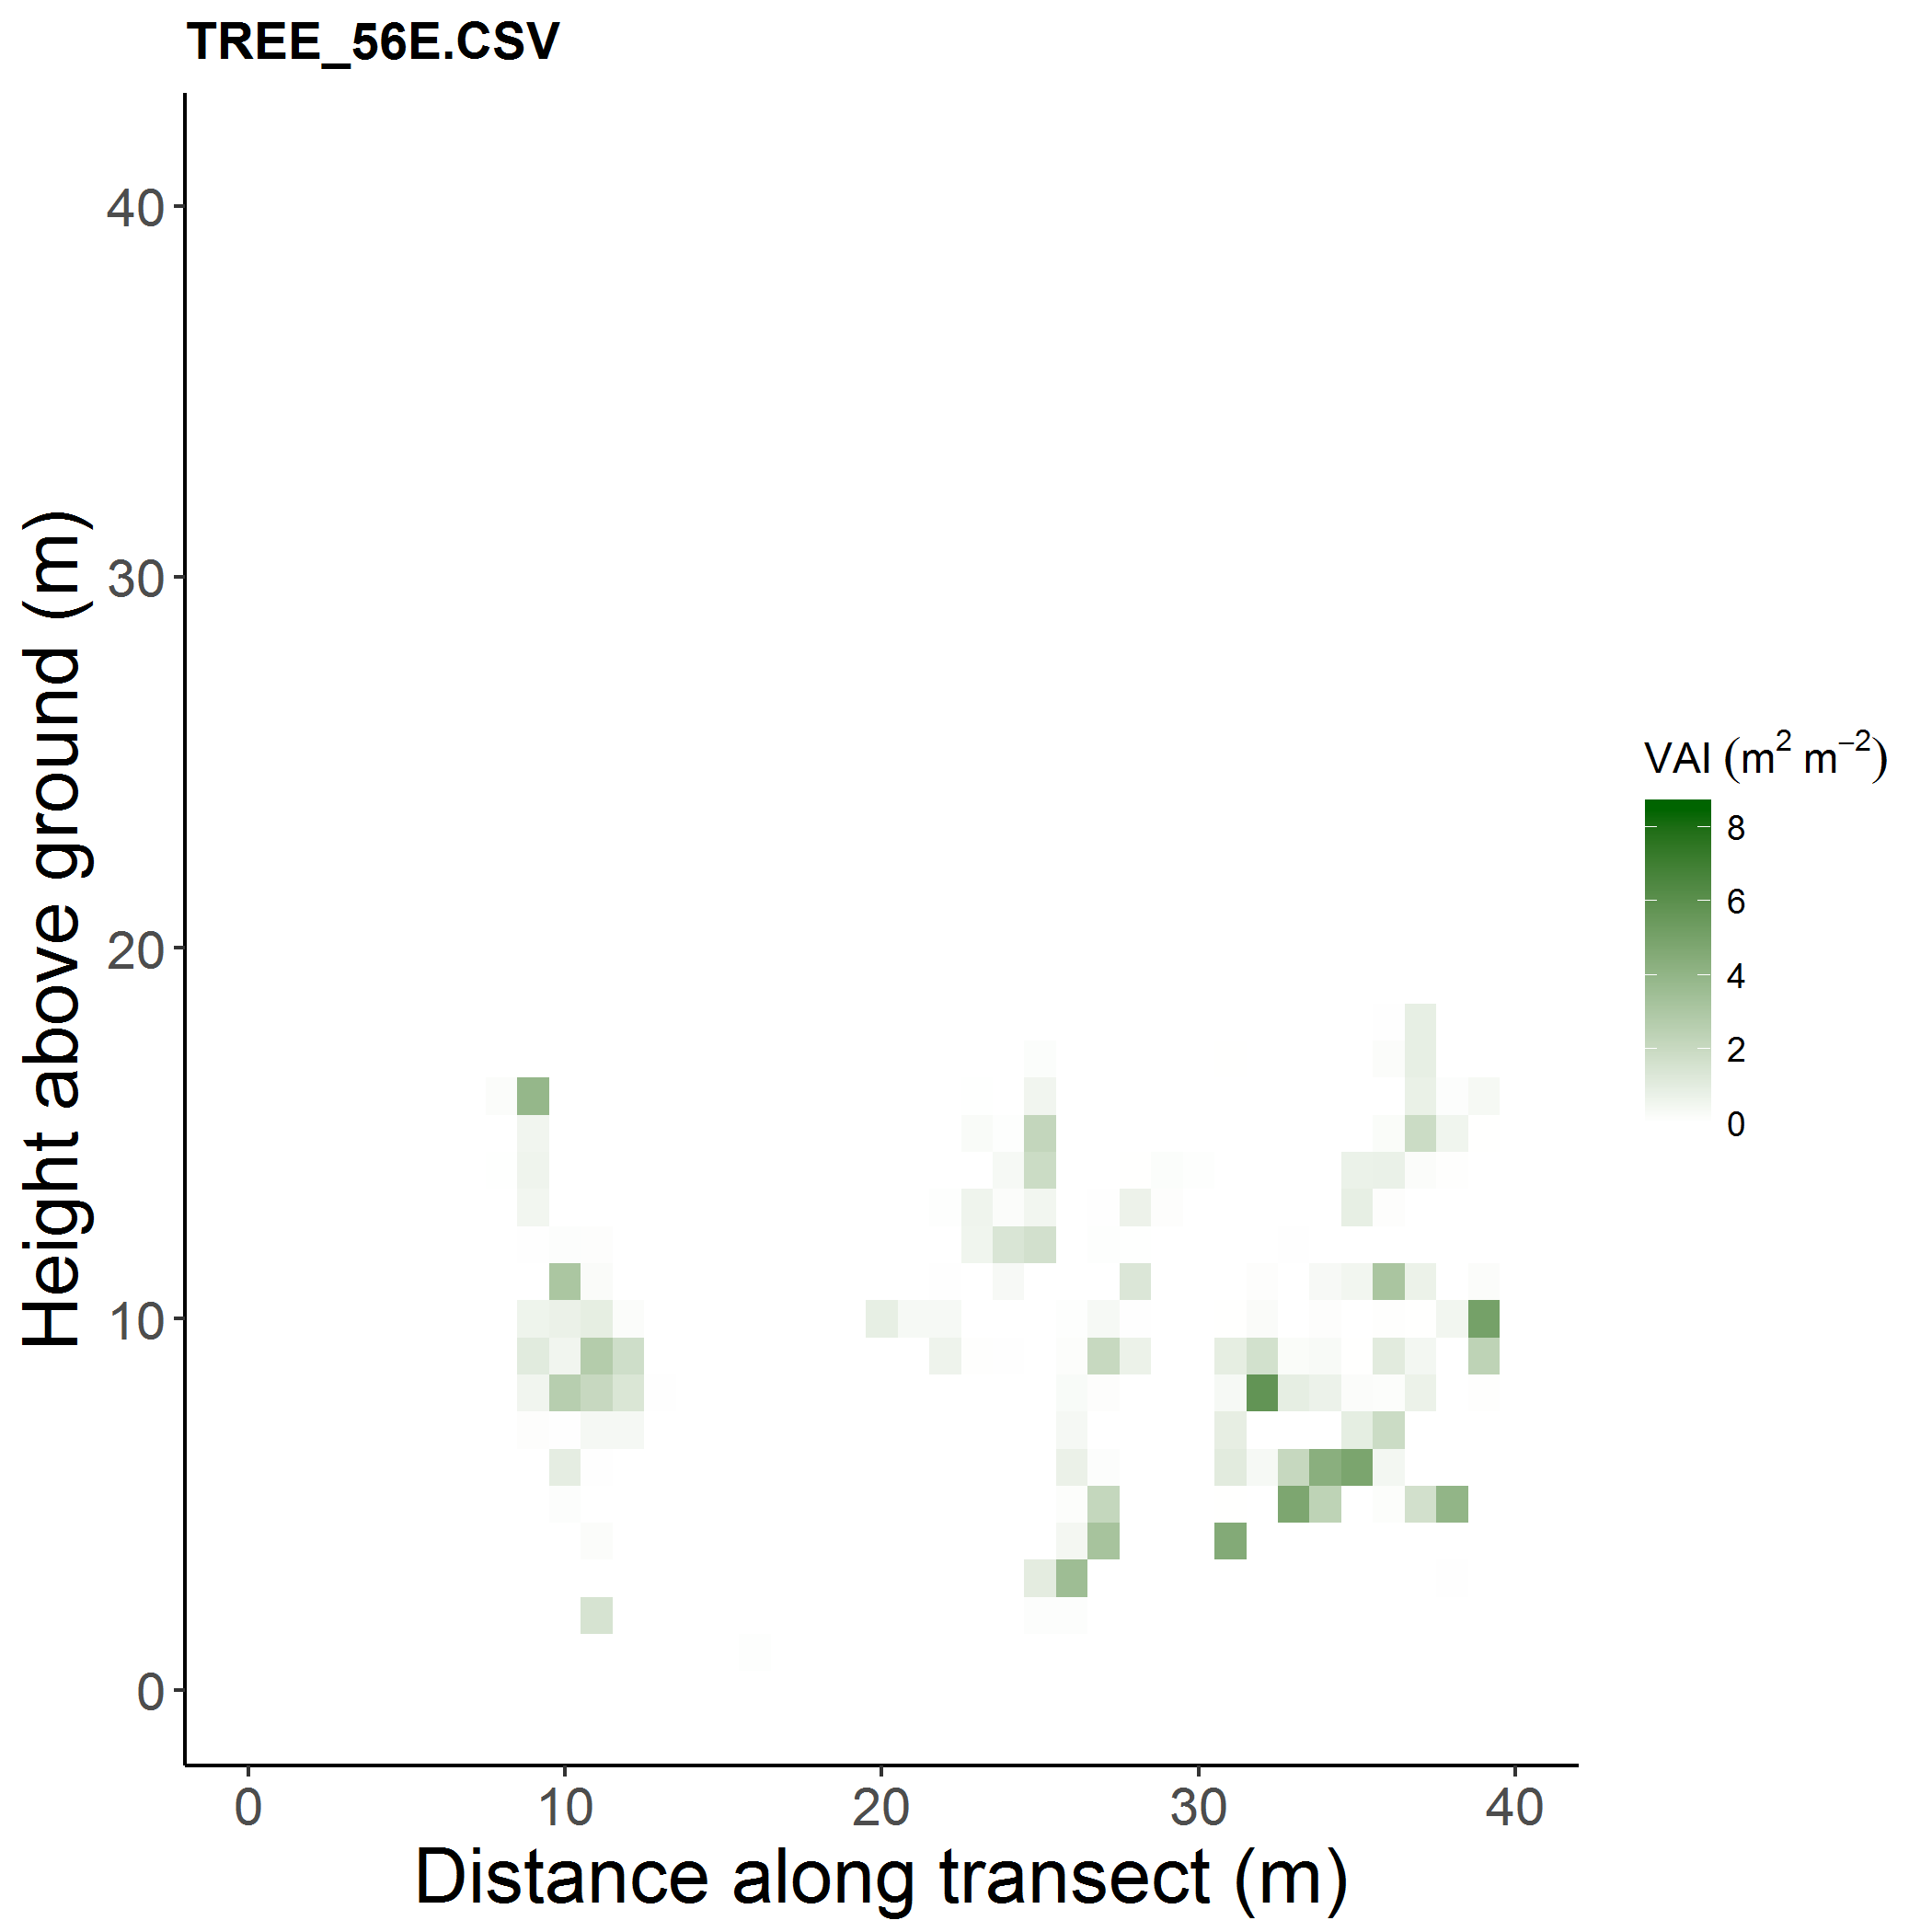 TREE_56E.CSV
Height above ground (m)
40
30
20
10
0
0 10 20 30 40
Distance along transect (m)
VAI (m² m⁻²)
8
6
4
2
0